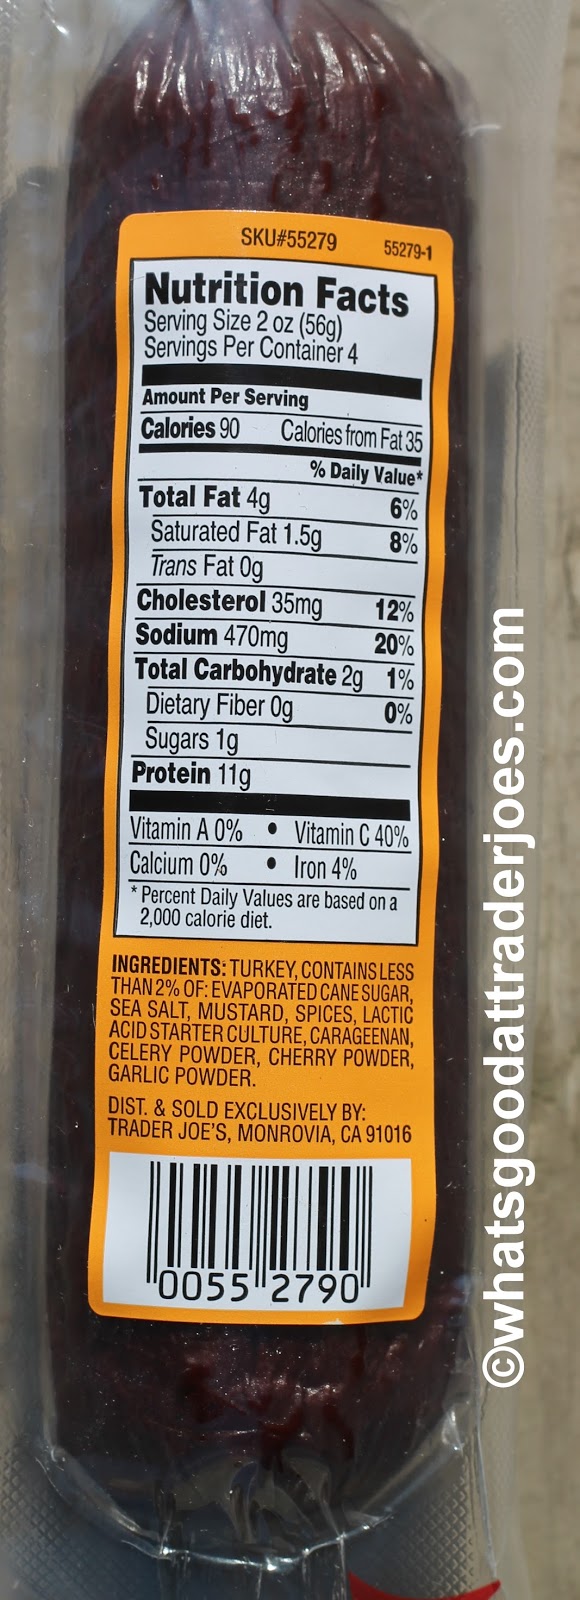 SKU#55279 55279-1
Nutrition Facts
Serving Size 2 oz (56g)
Servings Per Container 4
Amount Per Serving
Calories 90 Calories from Fat 35
% Daily Value*
Total Fat 4g 6%
Saturated Fat 1.5g 8%
Trans Fat 0g
Cholesterol 35mg 12%
Sodium 470mg 20%
Total Carbohydrate 2g 1%
Dietary Fiber 0g 0%
Sugars 1g
Protein 11g
Vitamin A 0% • Vitamin C 40%
Calcium 0% • Iron 4%
* Percent Daily Values are based on a
2,000 calorie diet.
INGREDIENTS: TURKEY, CONTAINS LESS
THAN 2% OF: EVAPORATED CANE SUGAR,
SEA SALT, MUSTARD, SPICES, LACTIC
ACID STARTER CULTURE, CARAGEENAN,
CELERY POWDER, CHERRY POWDER,
GARLIC POWDER.
DIST. & SOLD EXCLUSIVELY BY:
TRADER JOE'S, MONROVIA, CA 91016
0055 2790
©whatsgoodattraderjoes.com